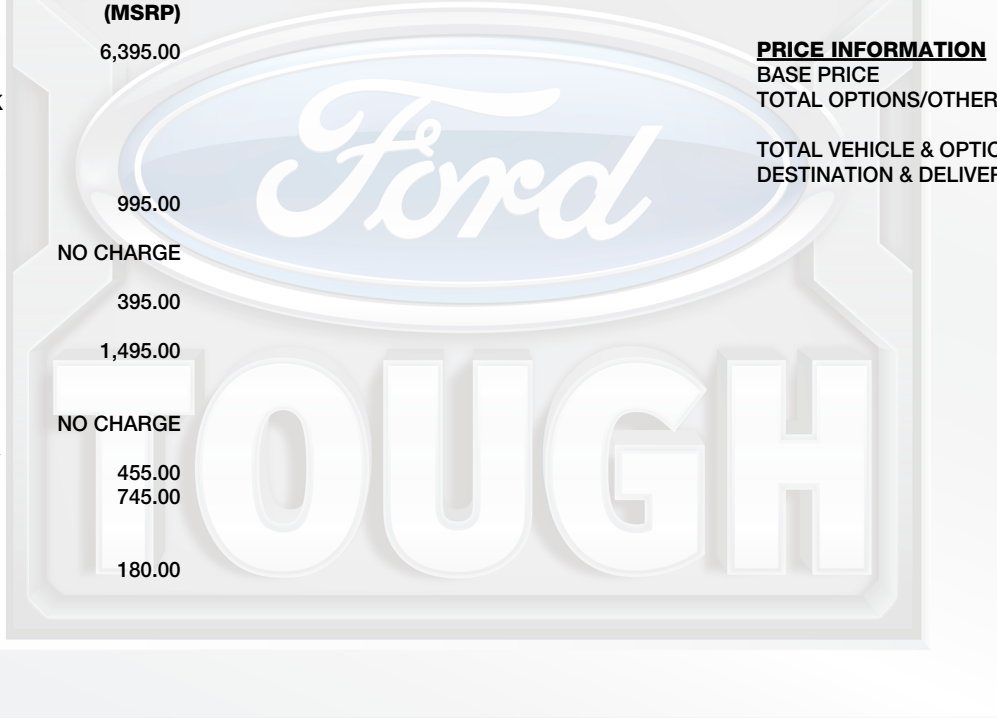 (MSRP)
6,395.00
995.00
NO CHARGE
395.00
1,495.00
NO CHARGE
455.00
745.00
180.00
PRICE INFORMATION
BASE PRICE
TOTAL OPTIONS/OTHER
TOTAL VEHICLE & OPTIO
DESTINATION & DELIVER
Ford
TOUGH